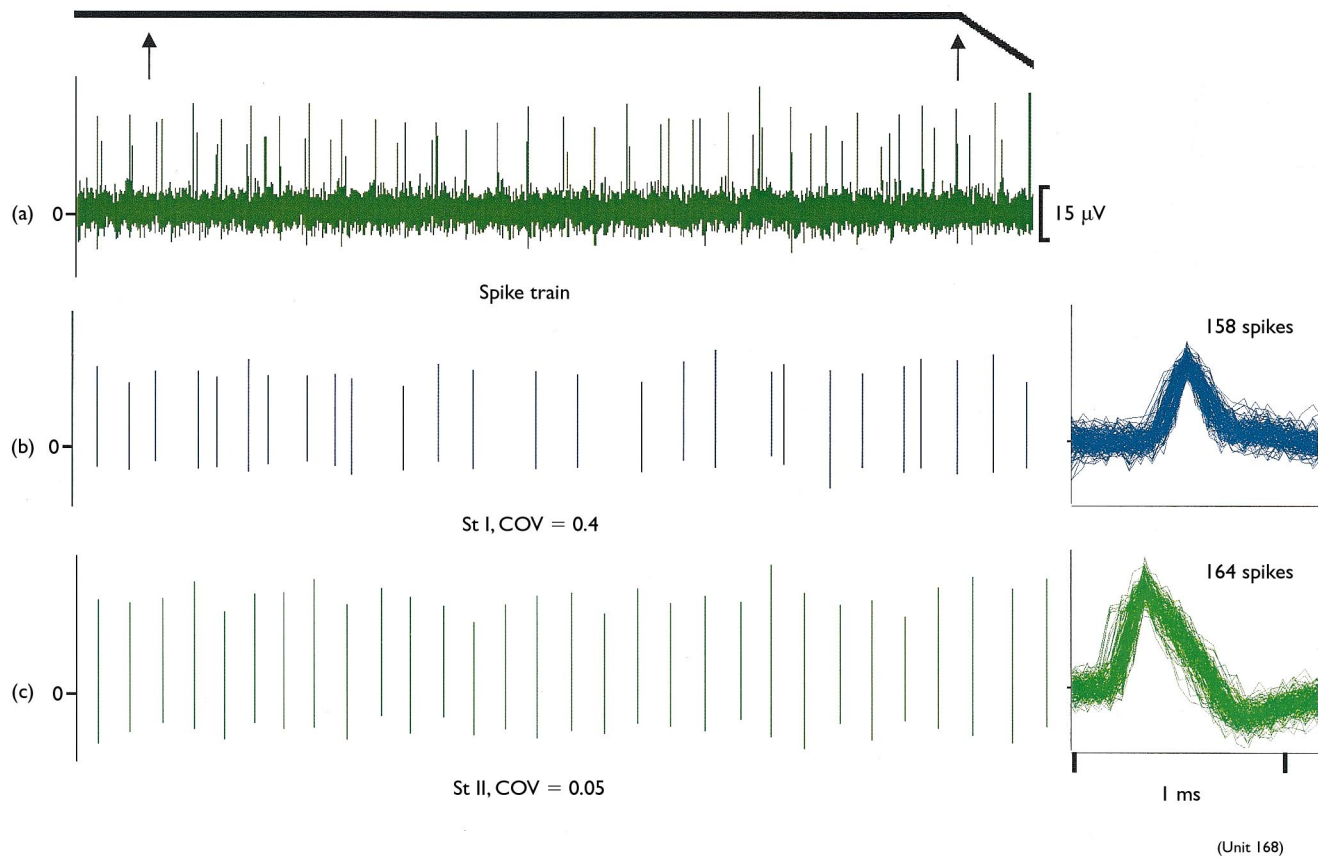 (a)
0
15 µV
Spike train
158 spikes
(b)
0
St I, COV = 0.4
164 spikes
(c)
0
St II, COV = 0.05
1 ms
(Unit 168)